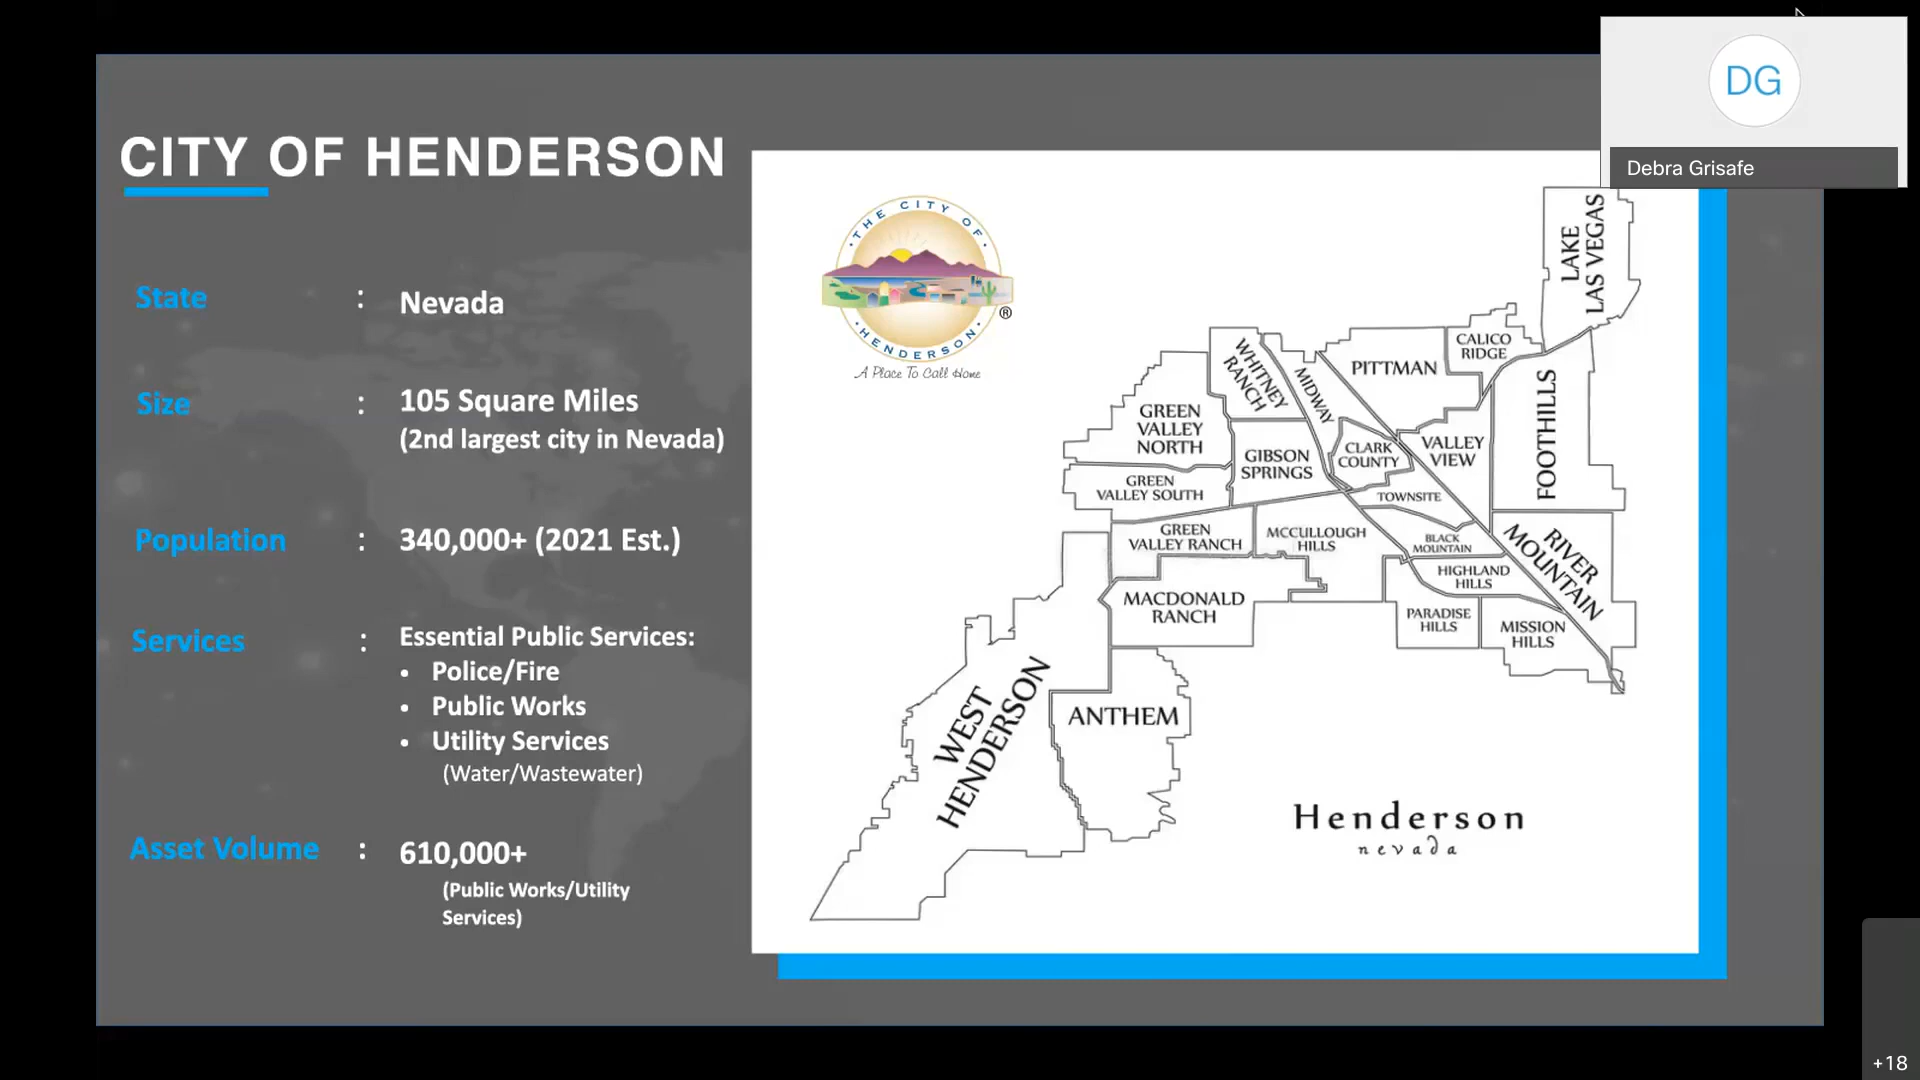 DG
Debra Grisafe
CITY OF HENDERSON
State : Nevada
Size : 105 Square Miles
(2nd largest city in Nevada)
Population : 340,000+ (2021 Est.)
Services : Essential Public Services:
• Police/Fire
• Public Works
• Utility Services
(Water/Wastewater)
Asset Volume : 610,000+
(Public Works/Utility
Services)
• THE CITY OF •
• HENDERSON •
®
A Place To Call Home
LAKE
LAS VEGAS
CALICO
RIDGE
PITTMAN
WHITNEY
RANCH
MIDWAY
FOOTHILLS
GREEN
VALLEY
NORTH
GIBSON
SPRINGS
CLARK
COUNTY
VALLEY
VIEW
GREEN
VALLEY SOUTH
TOWNSITE
GREEN
VALLEY RANCH
MCCULLOUGH
HILLS
BLACK
MOUNTAIN
RIVER
MOUNTAIN
HIGHLAND
HILLS
MACDONALD
RANCH
PARADISE
HILLS
MISSION
HILLS
WEST
HENDERSON
ANTHEM
Henderson
nevada
+18